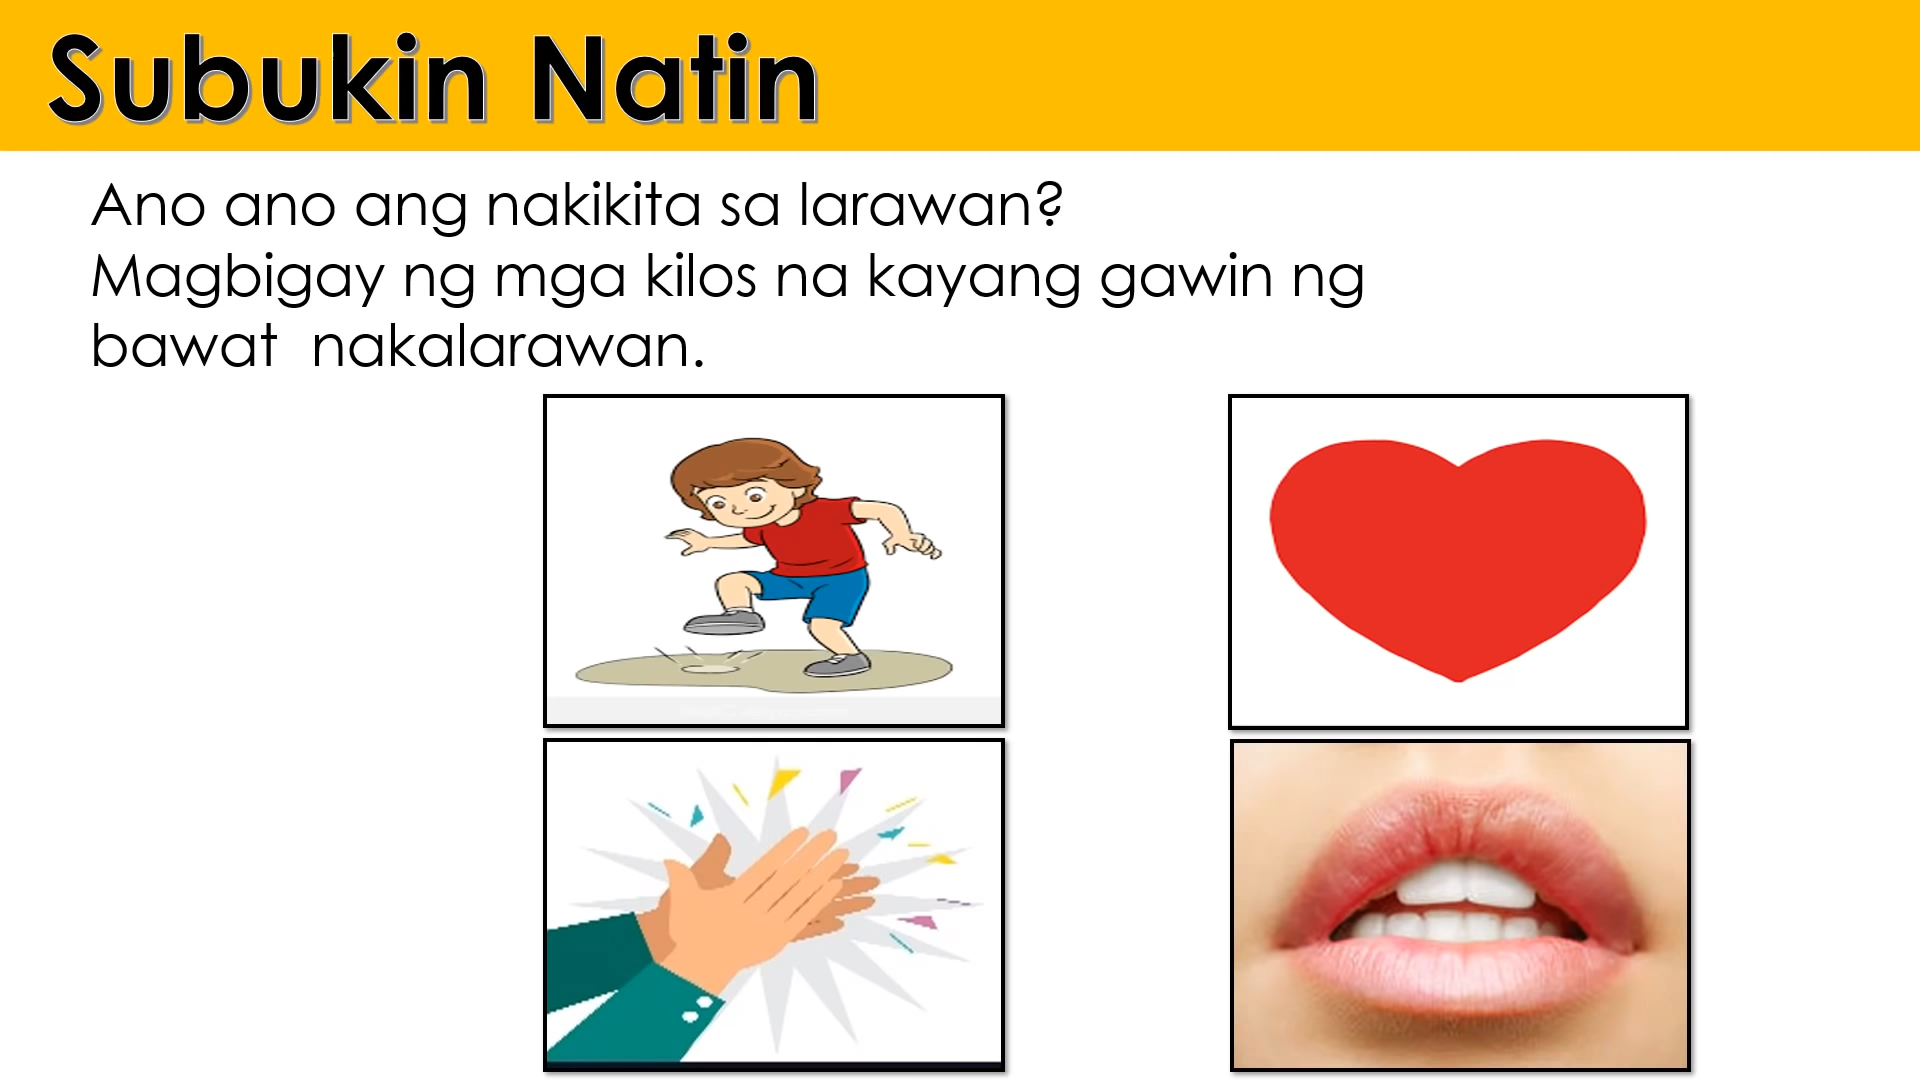 Subukin Natin
Ano ano ang nakikita sa larawan?
Magbigay ng mga kilos na kayang gawin ng
bawat  nakalarawan.